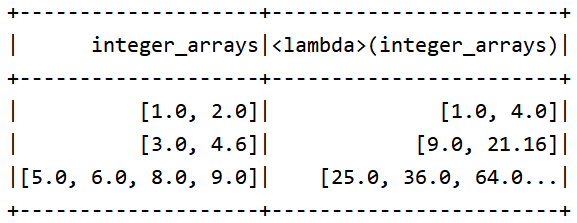 +--------------------+------------------------+
|      integer_arrays|<lambda>(integer_arrays)|
+--------------------+------------------------+
|          [1.0, 2.0]|              [1.0, 4.0]|
|          [3.0, 4.6]|            [9.0, 21.16]|
|[5.0, 6.0, 8.0, 9.0]|    [25.0, 36.0, 64.0...|
+--------------------+------------------------+